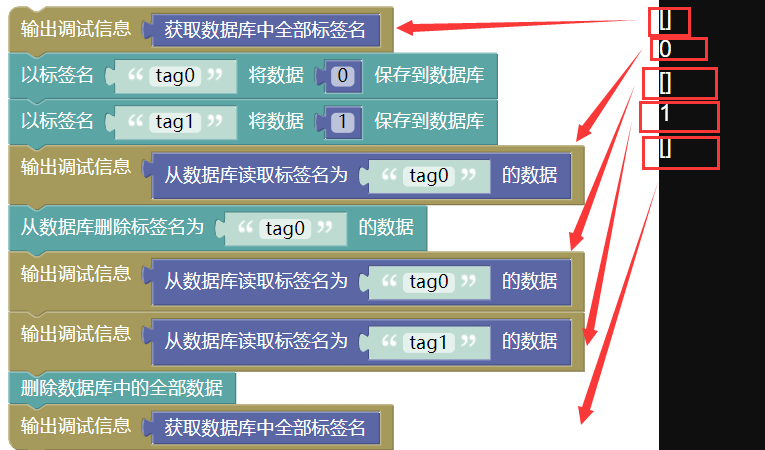 输出调试信息 获取数据库中全部标签名 []
以标签名 “ tag0 ” 将数据 0 保存到数据库 0
以标签名 “ tag1 ” 将数据 1 保存到数据库 []
输出调试信息 从数据库读取标签名为 “ tag0 ” 的数据 1
从数据库删除标签名为 “ tag0 ” 的数据 []
输出调试信息 从数据库读取标签名为 “ tag0 ” 的数据
输出调试信息 从数据库读取标签名为 “ tag1 ” 的数据
删除数据库中的全部数据
输出调试信息 获取数据库中全部标签名